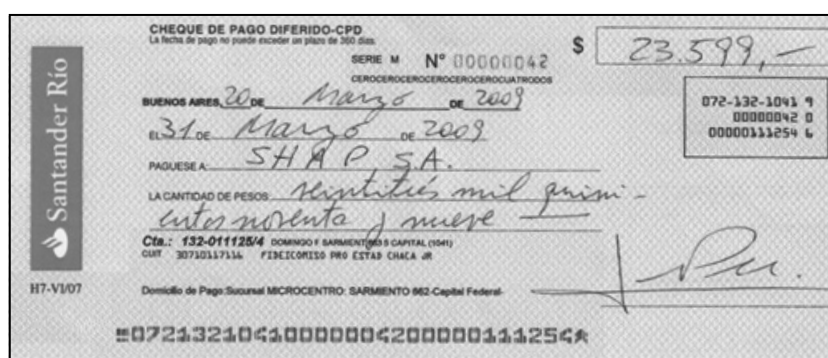 CHEQUE DE PAGO DIFERIDO-CPD
La fecha de pago no puede exceder un plazo de 360 días.
SERIE M Nº 00000042 $ 23.599,—
CEROCEROCEROCEROCEROCEROCUATRODOS
BUENOS AIRES, 20 DE Marzo DE 2009
072-132-1041 9
00000042 0
00000111254 6
EL 31 DE Marzo DE 2009
PAGUESE A: SHAP S.A.
LA CANTIDAD DE PESOS: veintitrés mil quini-
entos noventa y nueve
Cta.: 132-011125/4 DOMINGO F SARMIENT 663 S CAPITAL (1041)
CUIT 30710117116 FIDEICOMISO PRO ESTAD CHACA JR
Domicilio de Pago: Sucursal MICROCENTRO: SARMIENTO 662-Capital Federal-
Santander Río
H7-VI/07
07213210410000004200000111254